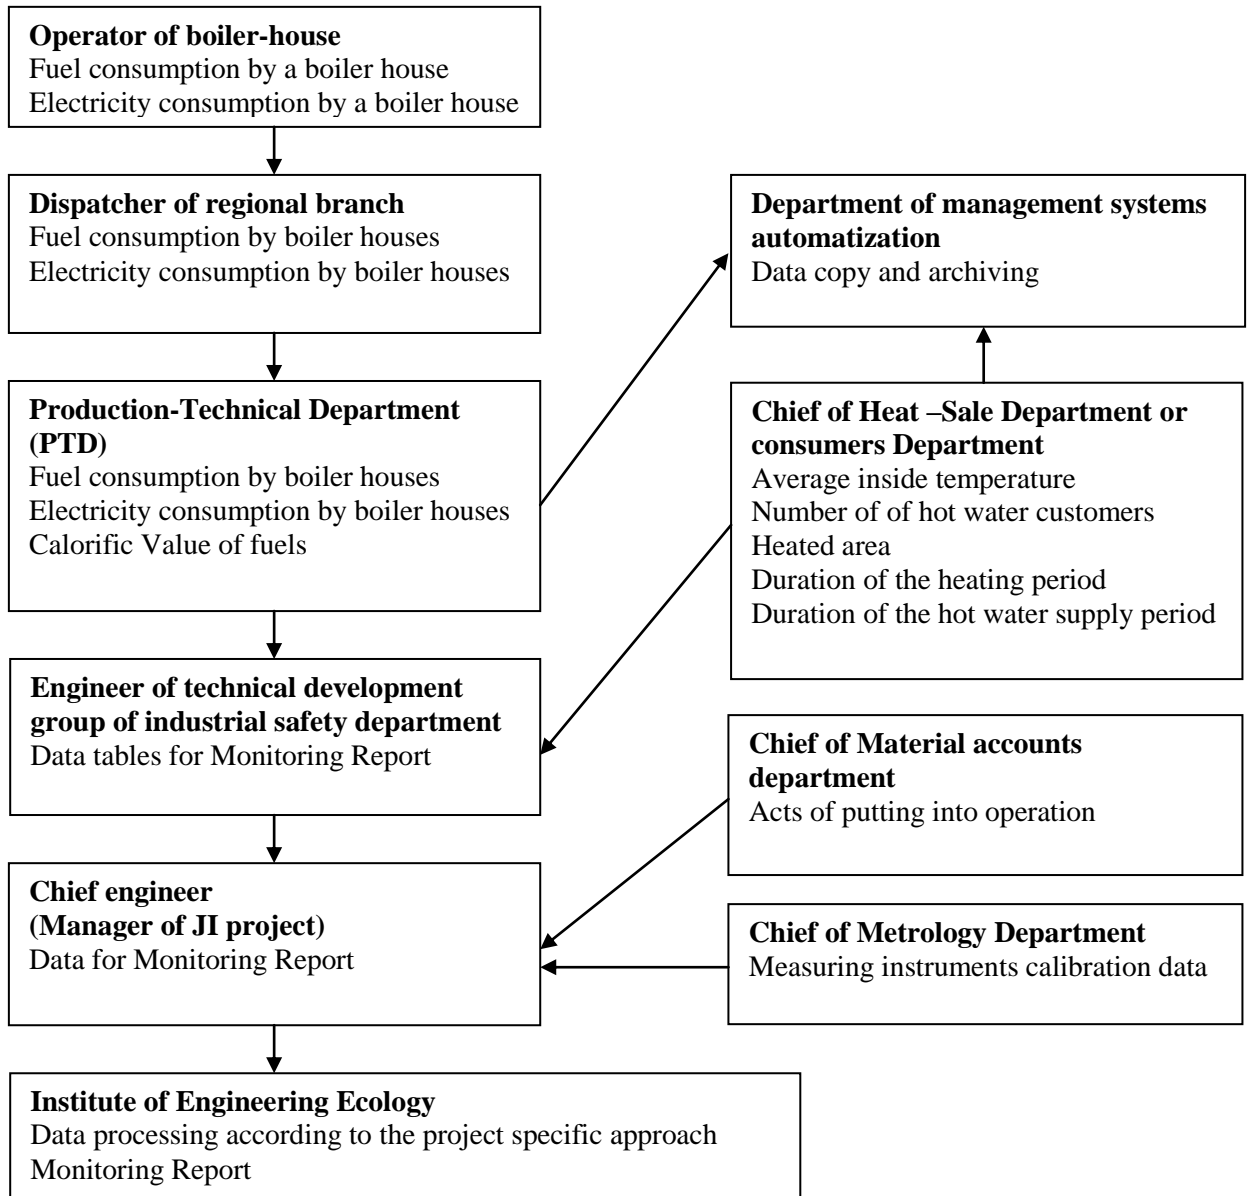 Operator of boiler-house
Fuel consumption by a boiler house
Electricity consumption by a boiler house
Dispatcher of regional branch
Fuel consumption by boiler houses
Electricity consumption by boiler houses
Department of management systems
automatization
Data copy and archiving
Production-Technical Department
(PTD)
Fuel consumption by boiler houses
Electricity consumption by boiler houses
Calorific Value of fuels
Chief of Heat –Sale Department or
consumers Department
Average inside temperature
Number of of hot water customers
Heated area
Duration of the heating period
Duration of the hot water supply period
Engineer of technical development
group of industrial safety department
Data tables for Monitoring Report
Chief of Material accounts
department
Acts of putting into operation
Chief engineer
(Manager of JI project)
Data for Monitoring Report
Chief of Metrology Department
Measuring instruments calibration data
Institute of Engineering Ecology
Data processing according to the project specific approach
Monitoring Report